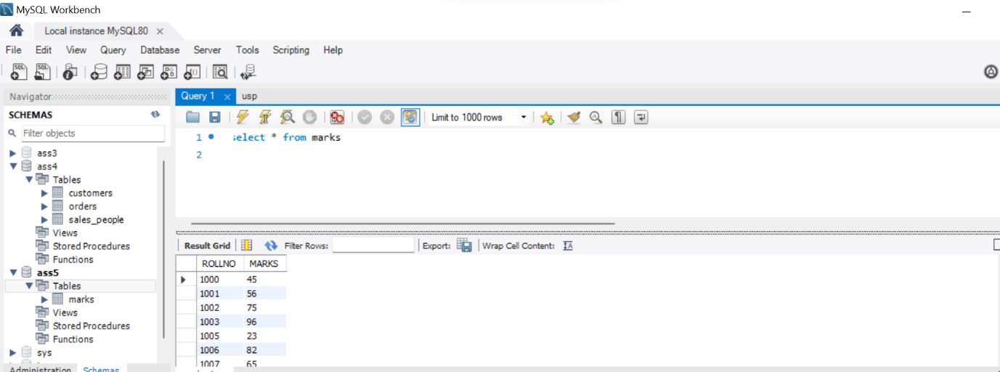 MySQL Workbench
Local instance MySQL80
File Edit View Query Database Server Tools Scripting Help
Navigator
SCHEMAS
Filter objects
ass3
ass4
Tables
customers
orders
sales_people
Views
Stored Procedures
Functions
ass5
Tables
marks
Views
Stored Procedures
Functions
sys
Administration Schemas
Query 1 usp
Limit to 1000 rows
1 select * from marks
2
Result Grid Filter Rows: Export: Wrap Cell Content:
ROLLNO MARKS
1000 45
1001 56
1002 75
1003 96
1005 23
1006 82
1007 65